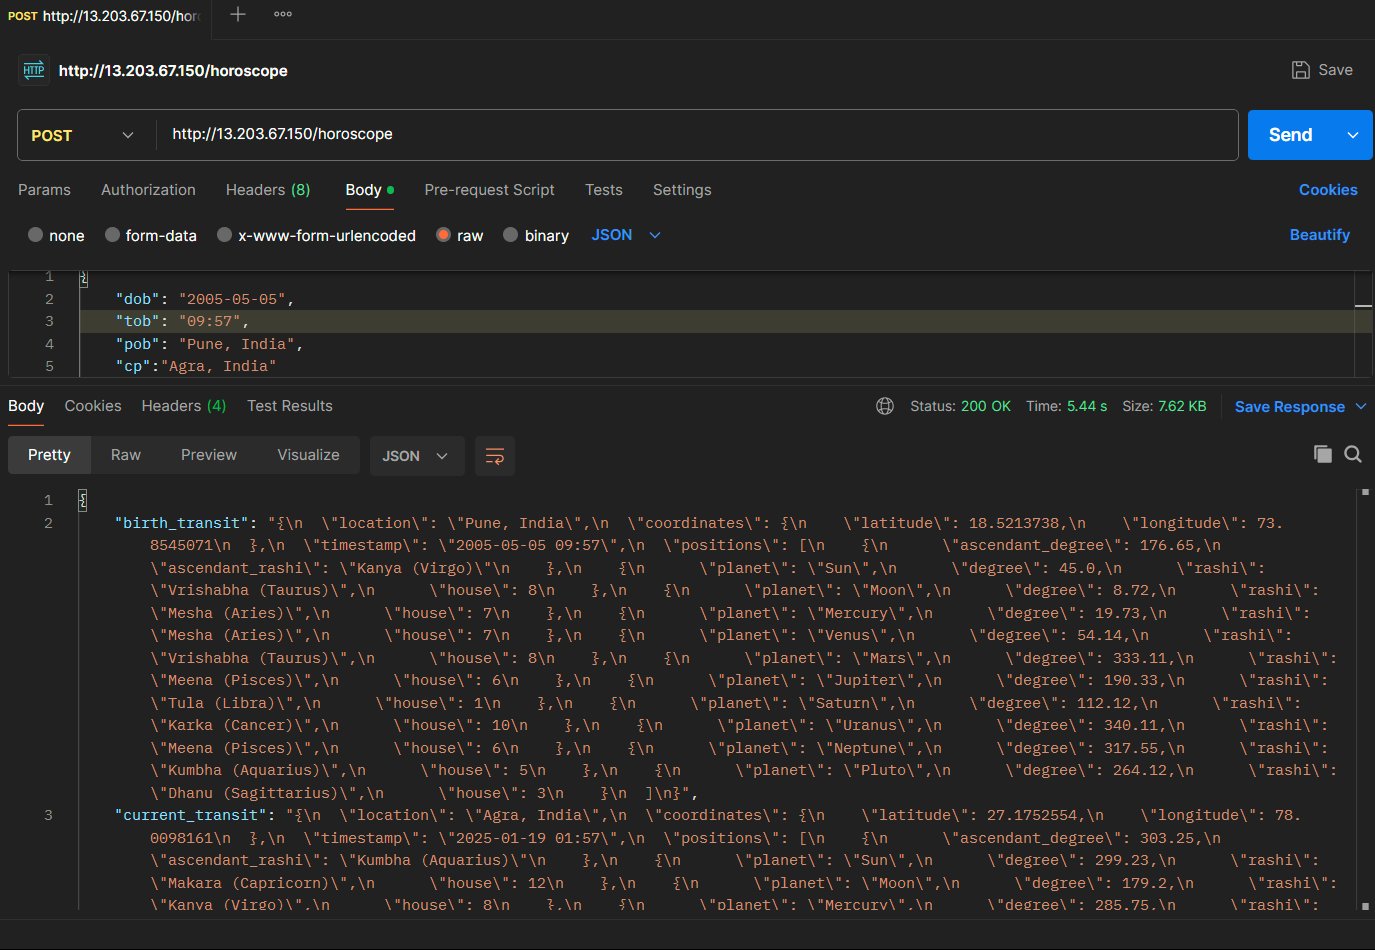 POST http://13.203.67.150/hor
http://13.203.67.150/horoscope
Save
POST http://13.203.67.150/horoscope Send
Params Authorization Headers (8) Body Pre-request Script Tests Settings Cookies
none form-data x-www-form-urlencoded raw binary JSON Beautify
1 {
2 "dob": "2005-05-05",
3 "tob": "09:57",
4 "pob": "Pune, India",
5 "cp":"Agra, India"
Body Cookies Headers (4) Test Results Status: 200 OK Time: 5.44 s Size: 7.62 KB Save Response
Pretty Raw Preview Visualize JSON
1 {
2 "birth_transit": "{\n  \"location\": \"Pune, India\",\n  \"coordinates\": {\n    \"latitude\": 18.5213738,\n    \"longitude\": 73.
8545071\n  },\n  \"timestamp\": \"2005-05-05 09:57\",\n  \"positions\": [\n    {\n      \"ascendant_degree\": 176.65,\n
\"ascendant_rashi\": \"Kanya (Virgo)\"\n    },\n    {\n      \"planet\": \"Sun\",\n      \"degree\": 45.0,\n      \"rashi\":
\"Vrishabha (Taurus)\",\n      \"house\": 8\n    },\n    {\n      \"planet\": \"Moon\",\n      \"degree\": 8.72,\n      \"rashi\":
\"Mesha (Aries)\",\n      \"house\": 7\n    },\n    {\n      \"planet\": \"Mercury\",\n      \"degree\": 19.73,\n      \"rashi\":
\"Mesha (Aries)\",\n      \"house\": 7\n    },\n    {\n      \"planet\": \"Venus\",\n      \"degree\": 54.14,\n      \"rashi\":
\"Vrishabha (Taurus)\",\n      \"house\": 8\n    },\n    {\n      \"planet\": \"Mars\",\n      \"degree\": 333.11,\n      \"rashi\":
\"Meena (Pisces)\",\n      \"house\": 6\n    },\n    {\n      \"planet\": \"Jupiter\",\n      \"degree\": 190.33,\n      \"rashi\":
\"Tula (Libra)\",\n      \"house\": 1\n    },\n    {\n      \"planet\": \"Saturn\",\n      \"degree\": 112.12,\n      \"rashi\":
\"Karka (Cancer)\",\n      \"house\": 10\n    },\n    {\n      \"planet\": \"Uranus\",\n      \"degree\": 340.11,\n      \"rashi\":
\"Meena (Pisces)\",\n      \"house\": 6\n    },\n    {\n      \"planet\": \"Neptune\",\n      \"degree\": 317.55,\n      \"rashi\":
\"Kumbha (Aquarius)\",\n      \"house\": 5\n    },\n    {\n      \"planet\": \"Pluto\",\n      \"degree\": 264.12,\n      \"rashi\":
\"Dhanu (Sagittarius)\",\n      \"house\": 3\n    }\n  ]\n}",
3 "current_transit": "{\n  \"location\": \"Agra, India\",\n  \"coordinates\": {\n    \"latitude\": 27.1752554,\n    \"longitude\": 78.
0098161\n  },\n  \"timestamp\": \"2025-01-19 01:57\",\n  \"positions\": [\n    {\n      \"ascendant_degree\": 303.25,\n
\"ascendant_rashi\": \"Kumbha (Aquarius)\"\n    },\n    {\n      \"planet\": \"Sun\",\n      \"degree\": 299.23,\n      \"rashi\":
\"Makara (Capricorn)\",\n      \"house\": 12\n    },\n    {\n      \"planet\": \"Moon\",\n      \"degree\": 179.2,\n      \"rashi\":
\"Kanya (Virgo)\",\n      \"house\": 8\n    },\n    {\n      \"planet\": \"Mercury\",\n      \"degree\": 285.75,\n      \"rashi\":